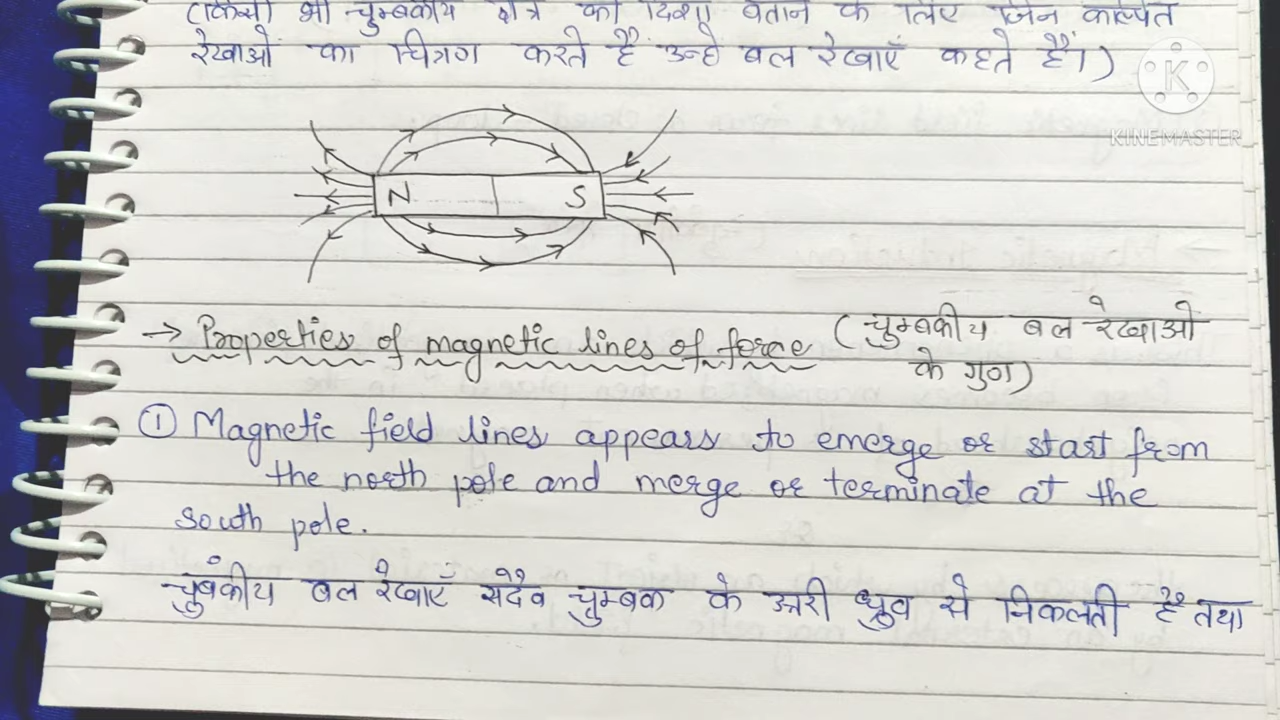 (किसी भी चुम्बकीय क्षेत्र की दिशा बताने के लिए जिन काल्पित
रेखाओं का चित्रण करते हैं उन्हे बल रेखाएँ कहते हैं।)
K
KINEMASTER
N S
→ Properties of magnetic lines of force (चुम्बकीय बल रेखाओ
के गुण)
① Magnetic field lines appears to emerge or start from
the north pole and merge or terminate at the
south pole.
चुंबकीय बल रेखाएँ सदैव चुम्बक के उत्तरी ध्रुव से निकलती हैं तथा